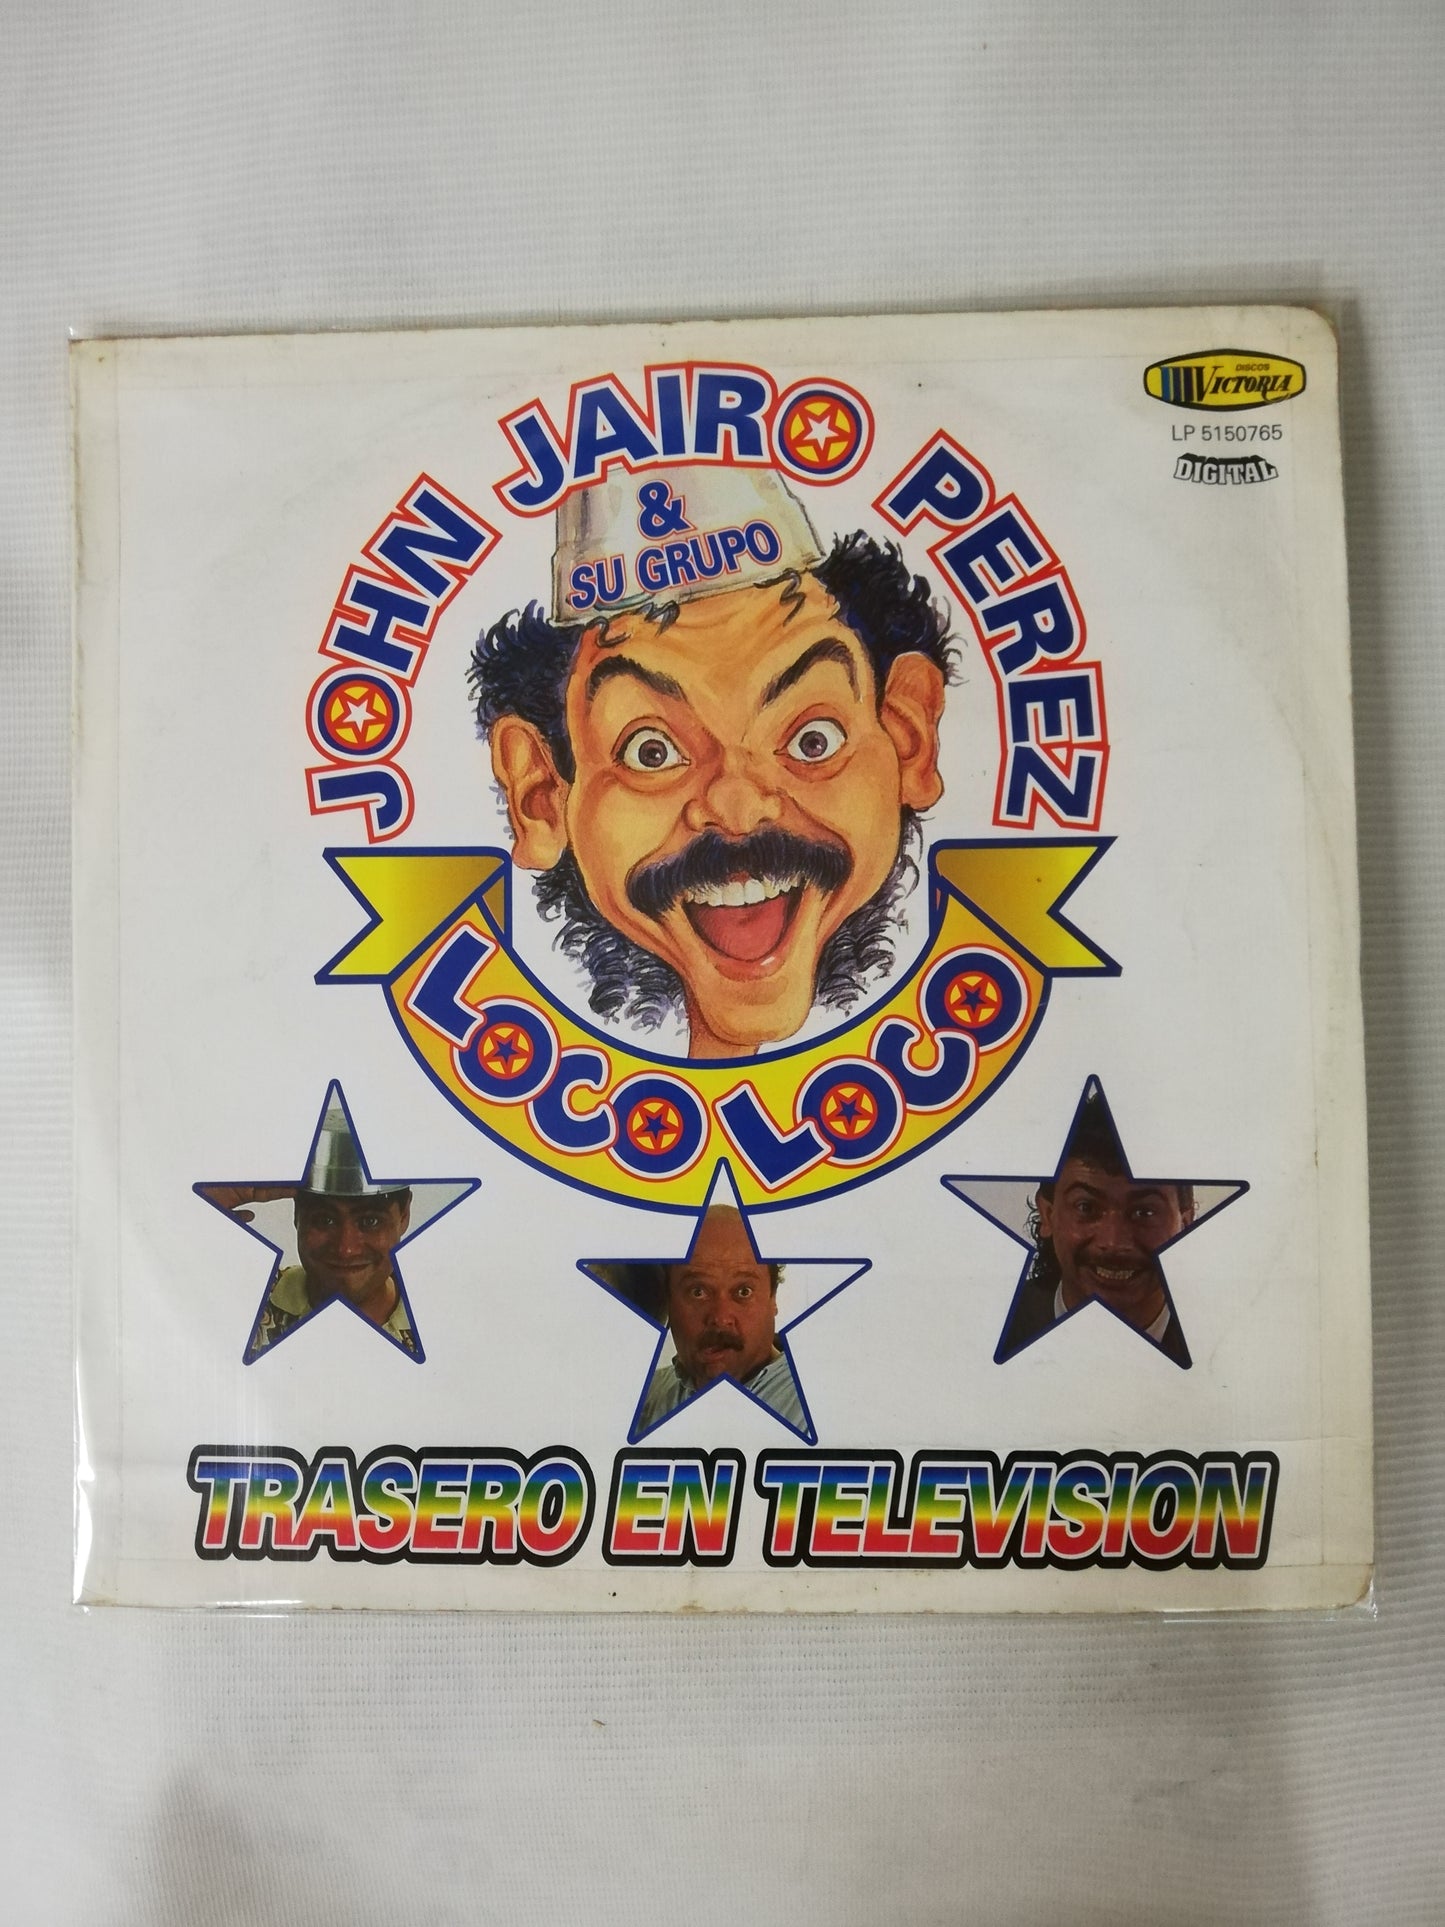 DISCOS
VICTORIA
LP 5150765
DIGITAL
JOHN JAIRO PEREZ
&
SU GRUPO
LOCO LOCO
TRASERO EN TELEVISION